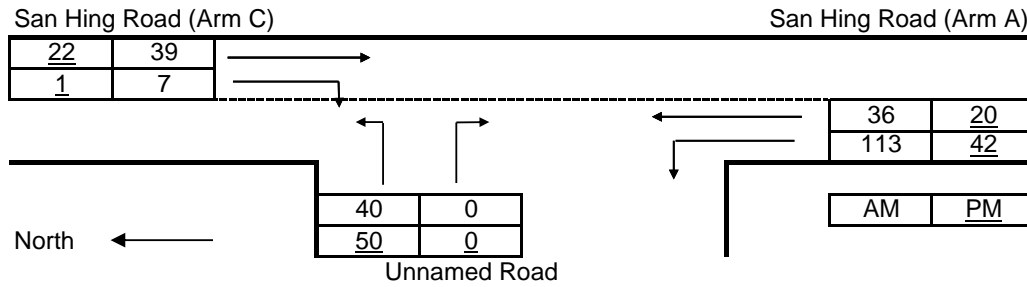 San Hing Road (Arm C) San Hing Road (Arm A)
22 39
1 7
36 20
113 42
40 0
50 0
AM PM
North
Unnamed Road